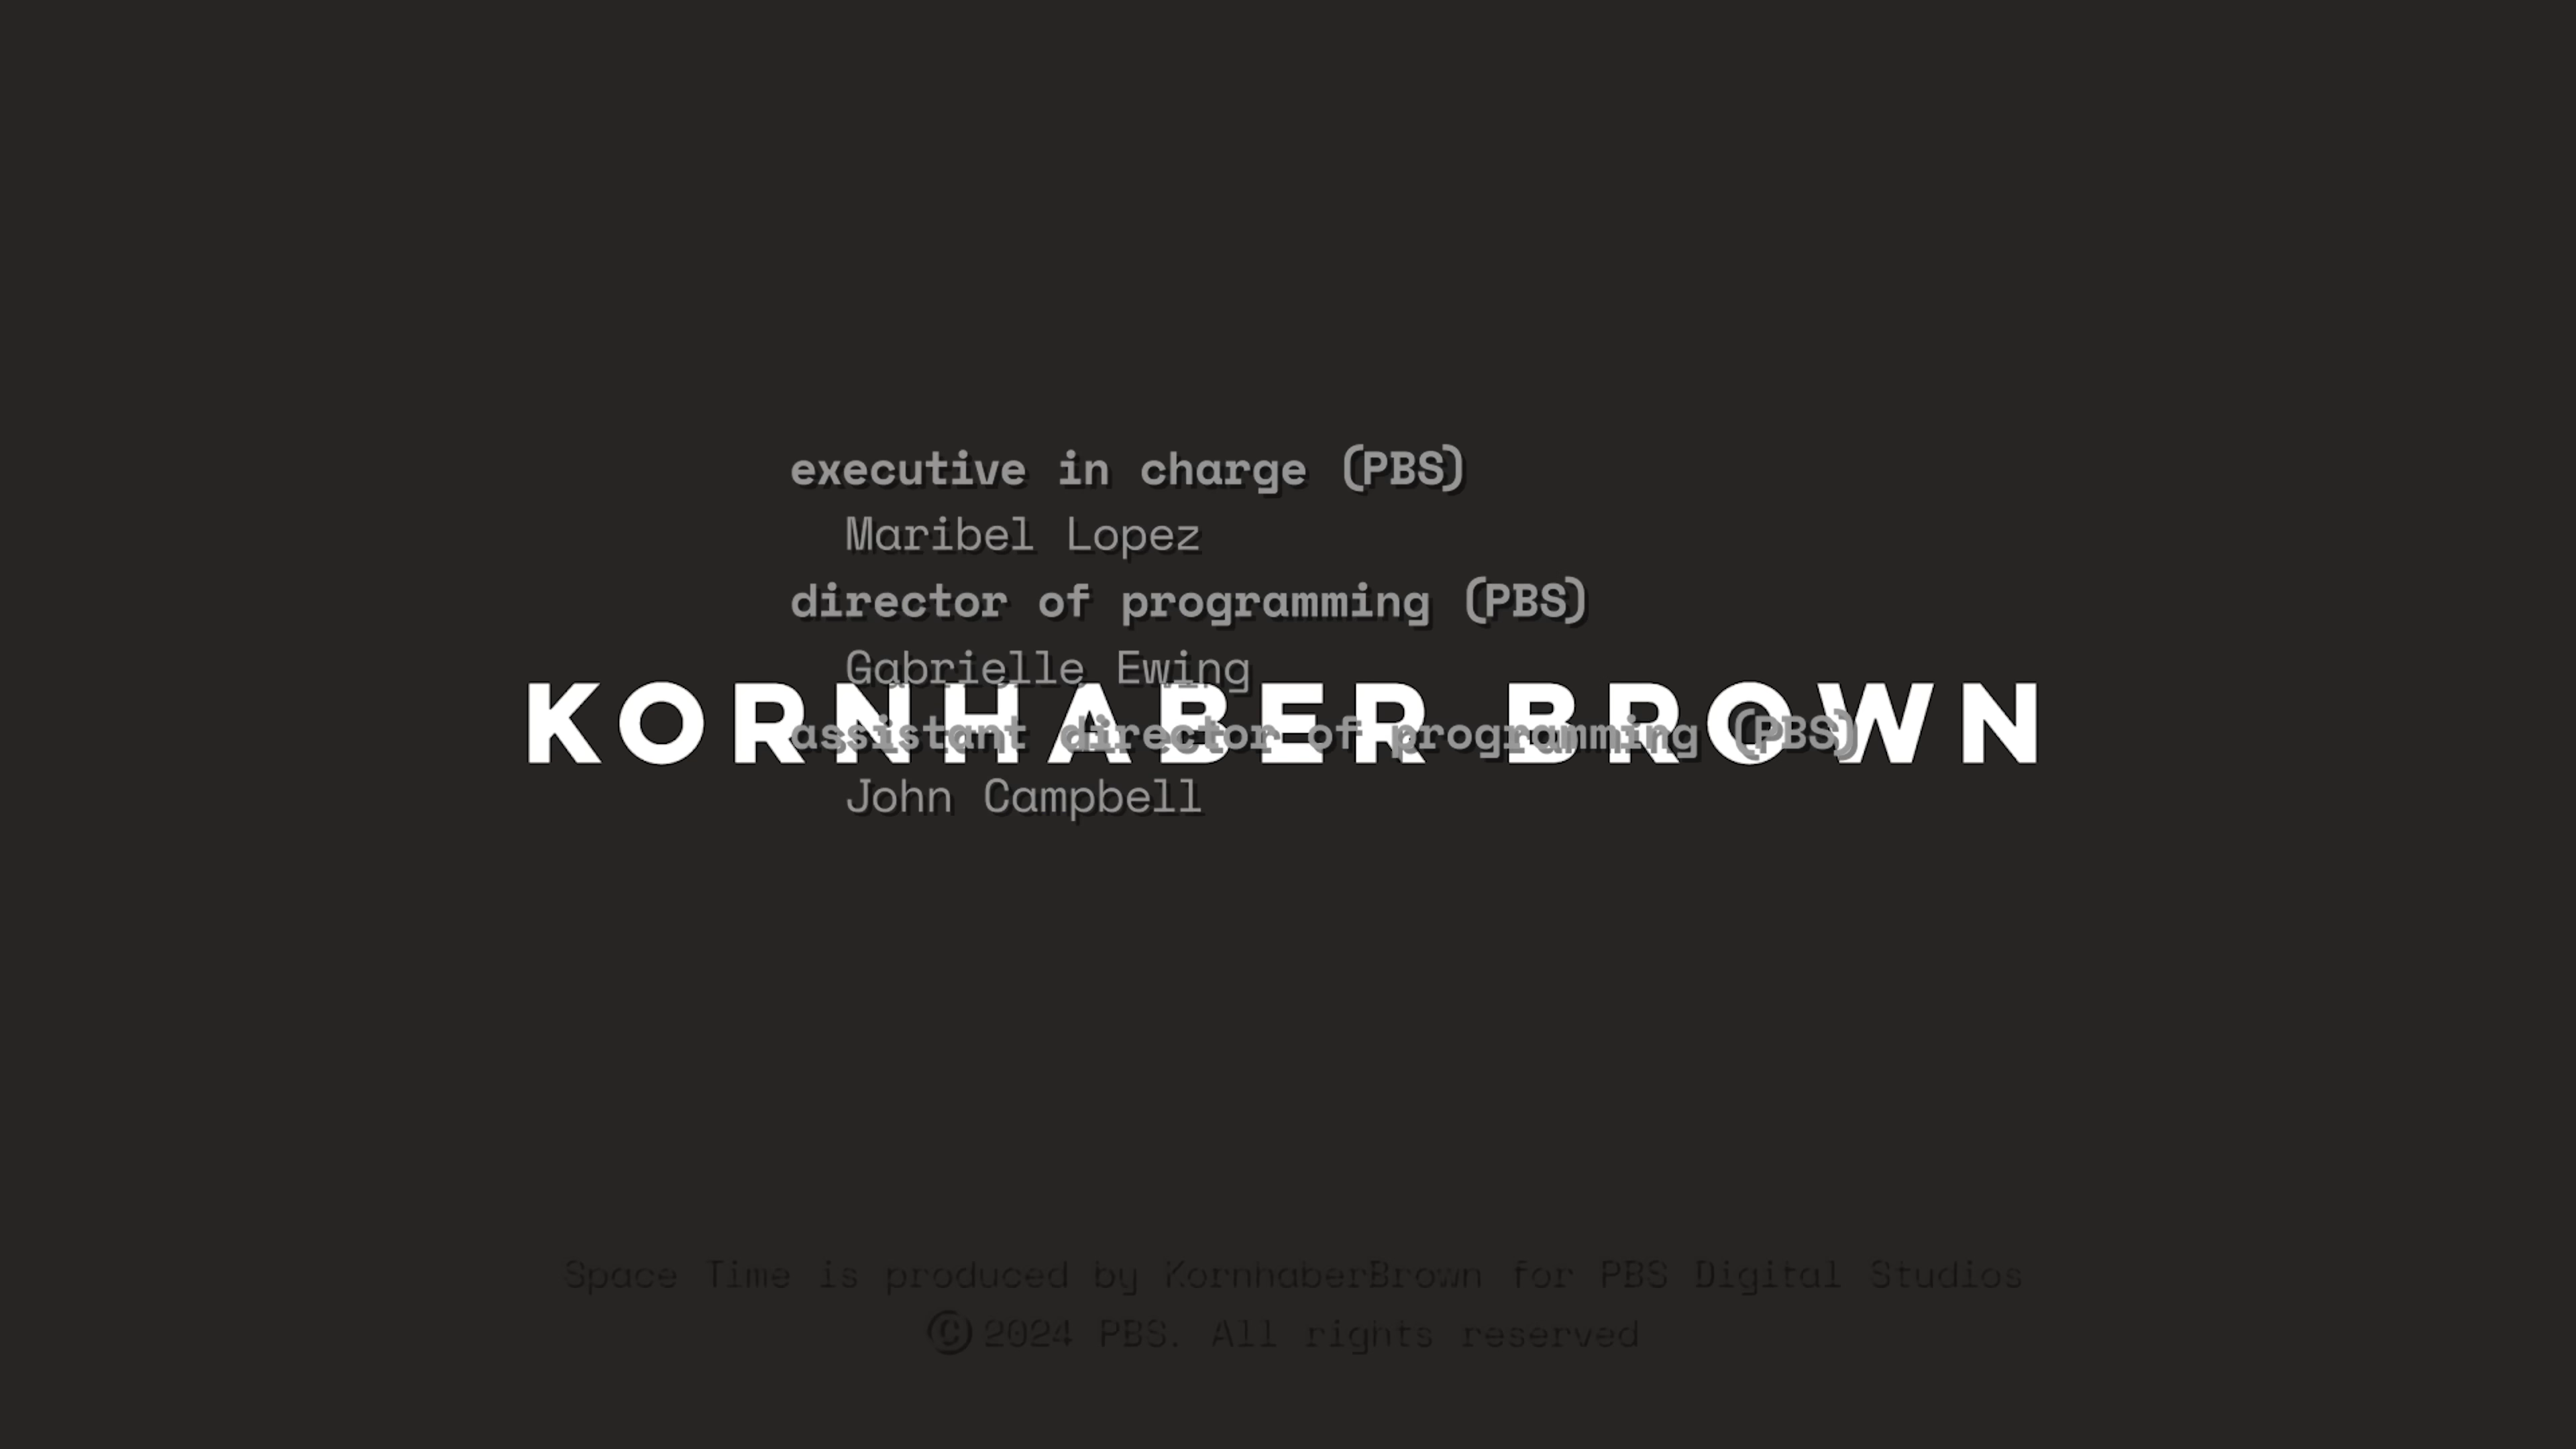 executive in charge (PBS)
Maribel Lopez
director of programming (PBS)
Gabrielle Ewing
KORNHABER BROWN
assistant director of programming (PBS)
John Campbell
Space Time is produced by KornhaberBrown for PBS Digital Studios
©2024 PBS. All rights reserved